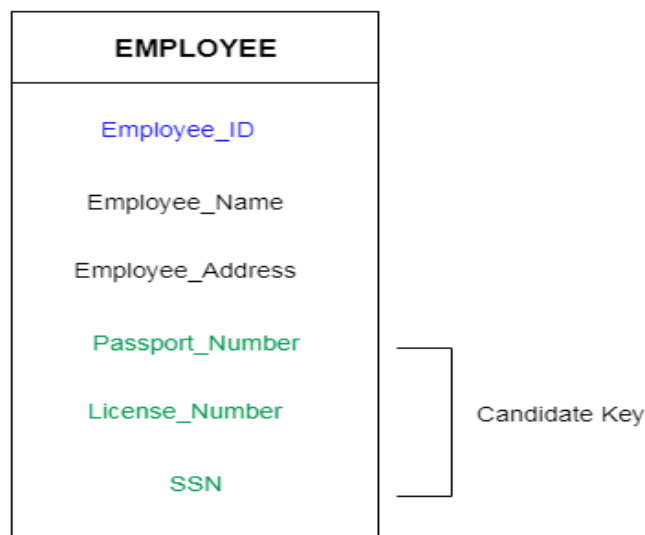 EMPLOYEE
Employee_ID
Employee_Name
Employee_Address
Passport_Number
License_Number
SSN
Candidate Key